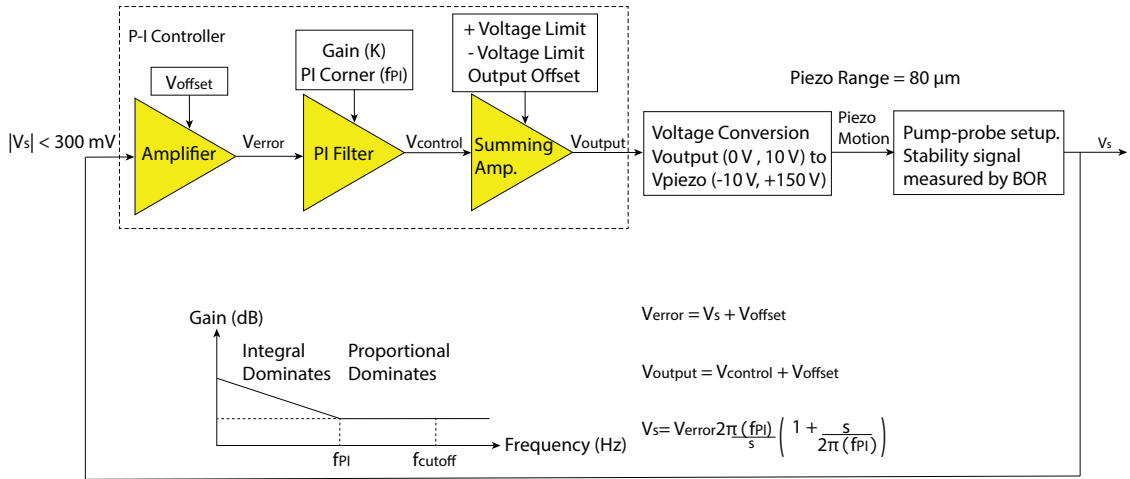 P-I Controller
Voffset
Gain (K)
PI Corner (fPI)
+ Voltage Limit
- Voltage Limit
Output Offset
Piezo Range = 80 μm
|Vs| < 300 mV
Amplifier
Verror
PI Filter
Vcontrol
Summing
Amp.
Voutput
Voltage Conversion
Voutput (0 V , 10 V) to
Vpiezo (-10 V, +150 V)
Piezo
Motion
Pump-probe setup.
Stability signal
measured by BOR
Vs
Gain (dB)
Integral
Dominates
Proportional
Dominates
Frequency (Hz)
fPI
fcutoff
Verror = Vs + Voffset
Voutput = Vcontrol + Voffset
Vs= Verror 2π (fPI)/s ( 1 + s/2π (fPI) )